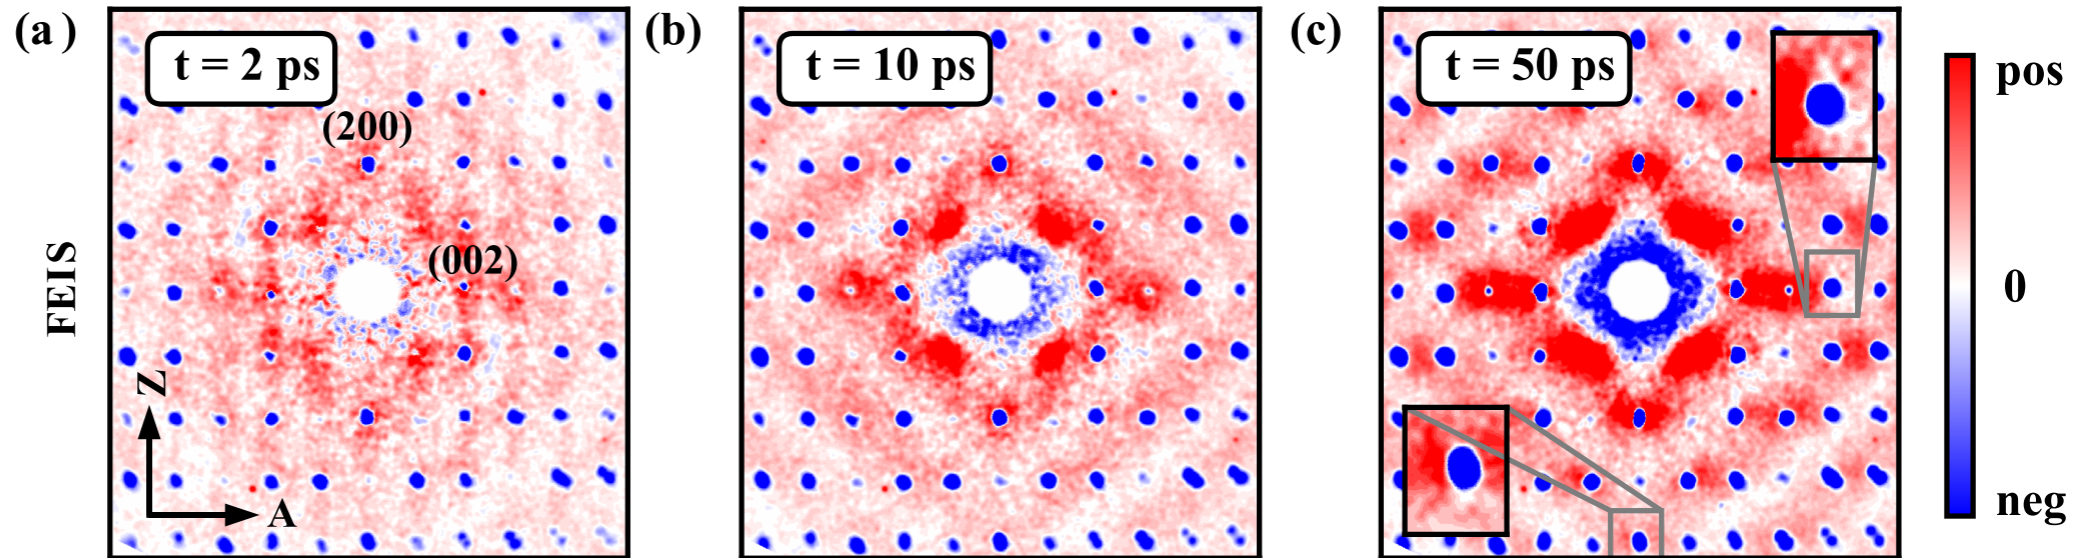 (a)
t = 2 ps
(200)
(002)
Z
A
FEIS
(b)
t = 10 ps
(c)
t = 50 ps
pos
0
neg